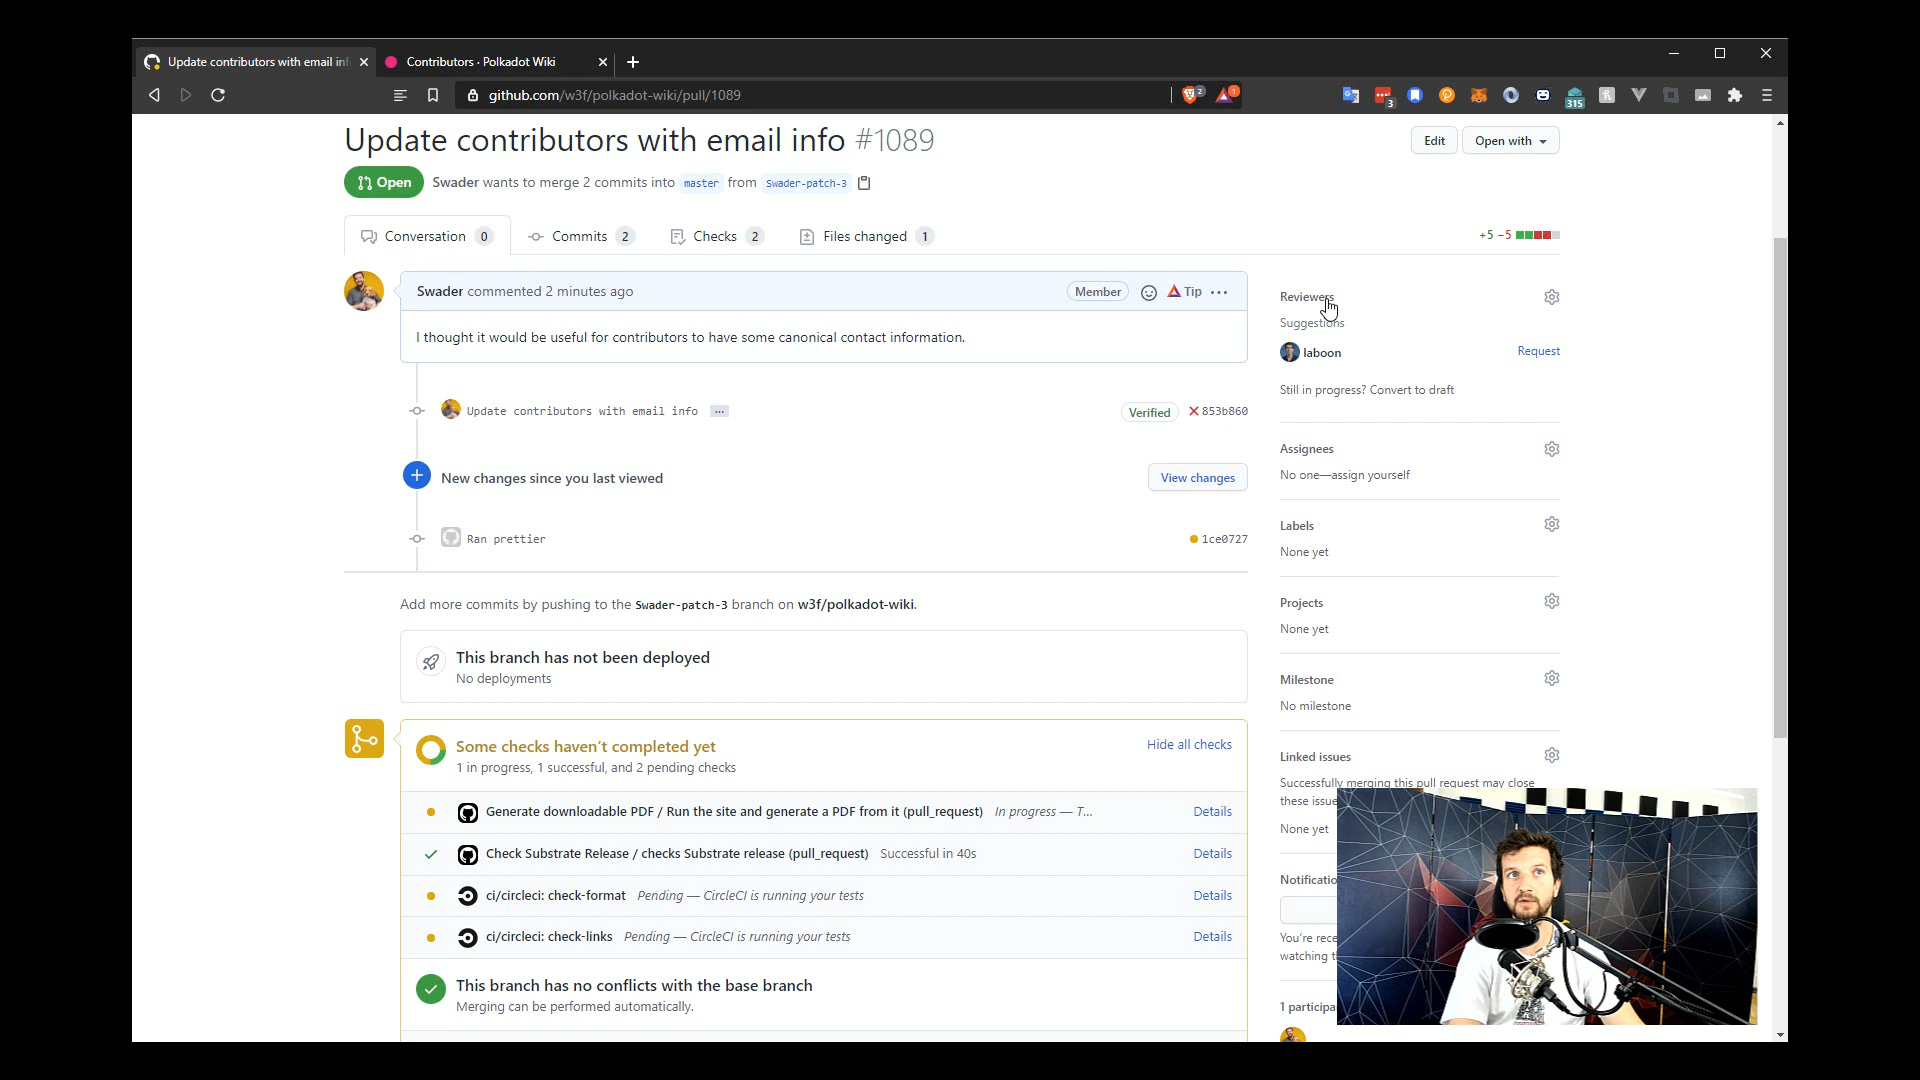 Update contributors with email inf
Contributors · Polkadot Wiki
github.com/w3f/polkadot-wiki/pull/1089
2
1
3
315
Update contributors with email info #1089
Edit
Open with
Open
Swader wants to merge 2 commits into master from Swader-patch-3
Conversation 0
Commits 2
Checks 2
Files changed 1
+5 −5
Swader commented 2 minutes ago
Member
Tip
I thought it would be useful for contributors to have some canonical contact information.
Update contributors with email info
Verified
853b860
New changes since you last viewed
View changes
Ran prettier
1ce0727
Add more commits by pushing to the Swader-patch-3 branch on w3f/polkadot-wiki.
This branch has not been deployed
No deployments
Some checks haven't completed yet
Hide all checks
1 in progress, 1 successful, and 2 pending checks
Generate downloadable PDF / Run the site and generate a PDF from it (pull_request) In progress — T...
Details
Check Substrate Release / checks Substrate release (pull_request) Successful in 40s
Details
ci/circleci: check-format Pending — CircleCI is running your tests
Details
ci/circleci: check-links Pending — CircleCI is running your tests
Details
This branch has no conflicts with the base branch
Merging can be performed automatically.
Reviewers
Suggestions
laboon
Request
Still in progress? Convert to draft
Assignees
No one—assign yourself
Labels
None yet
Projects
None yet
Milestone
No milestone
Linked issues
Successfully merging this pull request may close
these issue
None yet
Notificatio
You're rece
watching t
1 participa